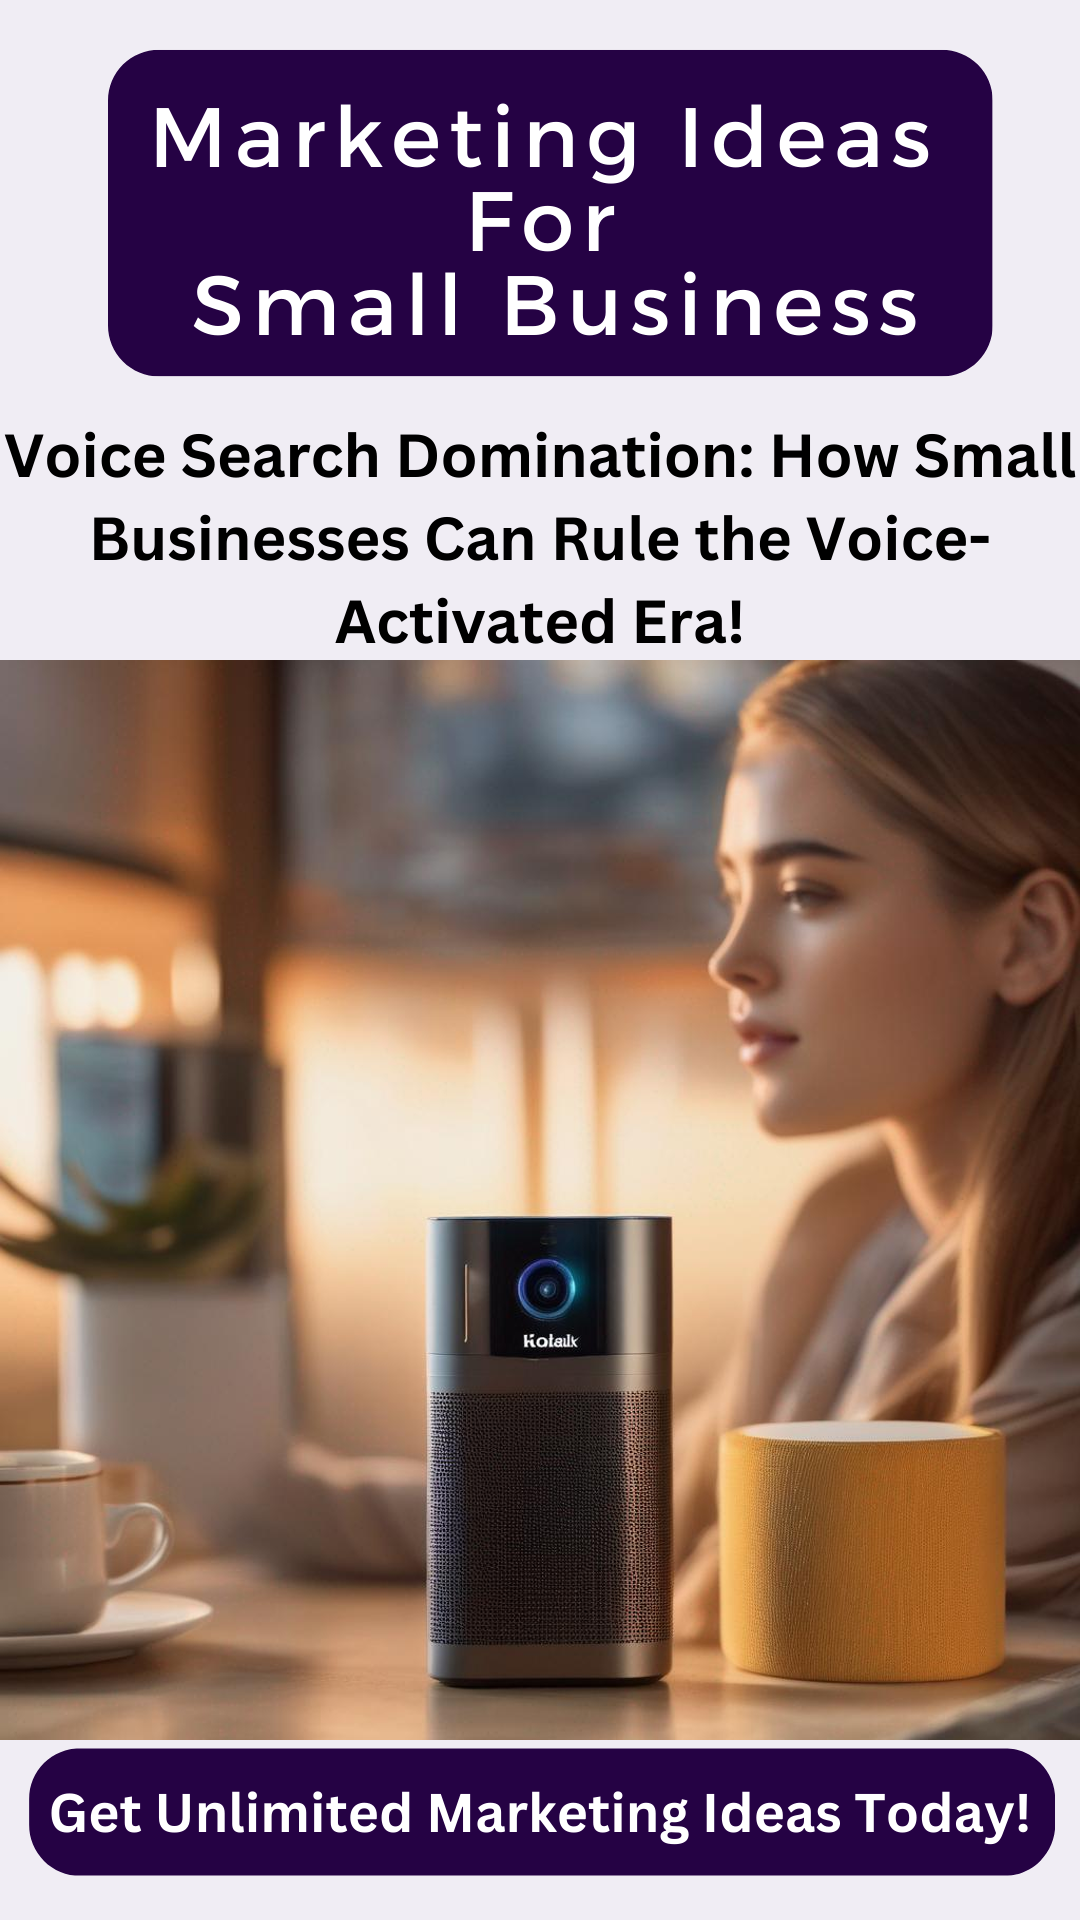 Marketing Ideas
For
Small Business
Voice Search Domination: How Small
Businesses Can Rule the Voice-
Activated Era!
Kotalk
Get Unlimited Marketing Ideas Today!